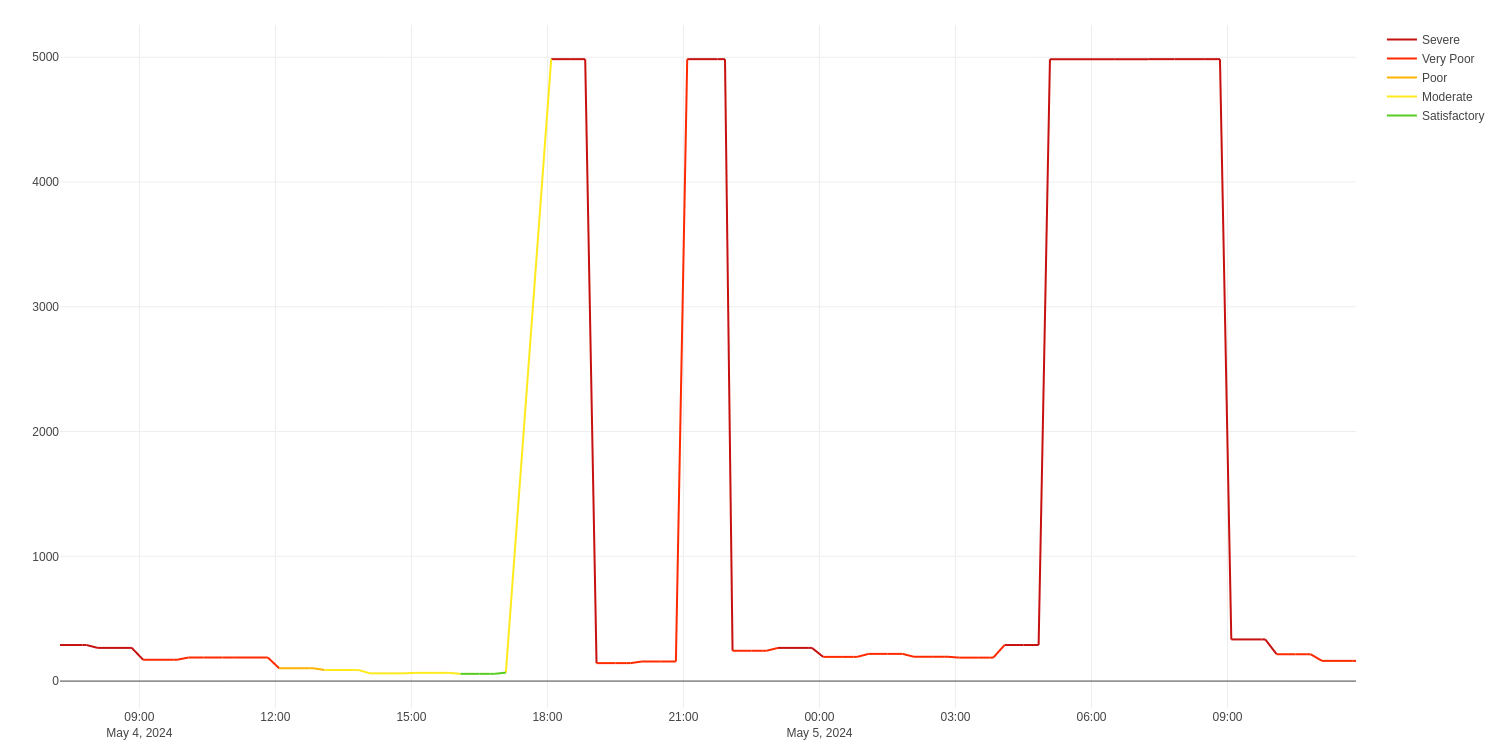 5000
4000
3000
2000
1000
0
09:00
May 4, 2024
12:00
15:00
18:00
21:00
00:00
May 5, 2024
03:00
06:00
09:00
Severe
Very Poor
Poor
Moderate
Satisfactory